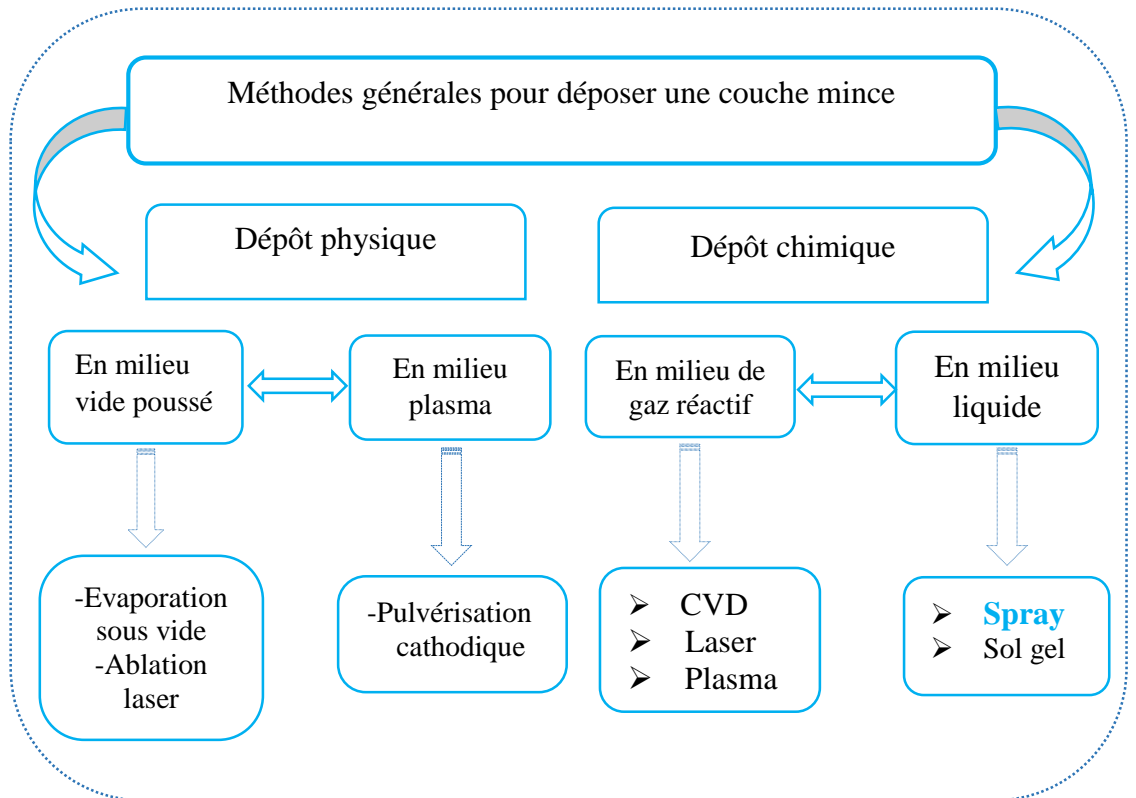 Méthodes générales pour déposer une couche mince
Dépôt physique
Dépôt chimique
En milieu
vide poussé
En milieu
plasma
En milieu de
gaz réactif
En milieu
liquide
-Evaporation
sous vide
-Ablation
laser
-Pulvérisation
cathodique
➢ CVD
➢ Laser
➢ Plasma
➢ Spray
➢ Sol gel